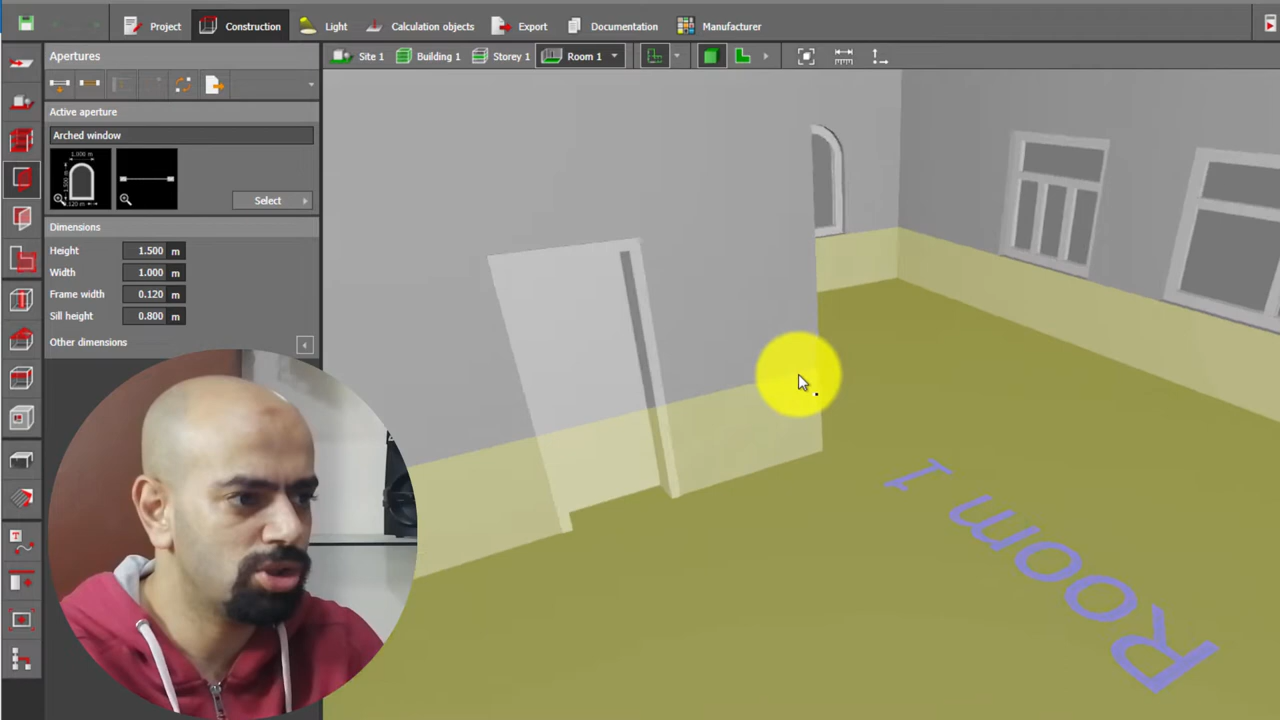 Project
Construction
Light
Calculation objects
Export
Documentation
Manufacturer
Apertures
Site 1
Building 1
Storey 1
Room 1
Active aperture
Arched window
Select
Dimensions
Height 1.500 m
Width 1.000 m
Frame width 0.120 m
Sill height 0.800 m
Other dimensions
Room 1